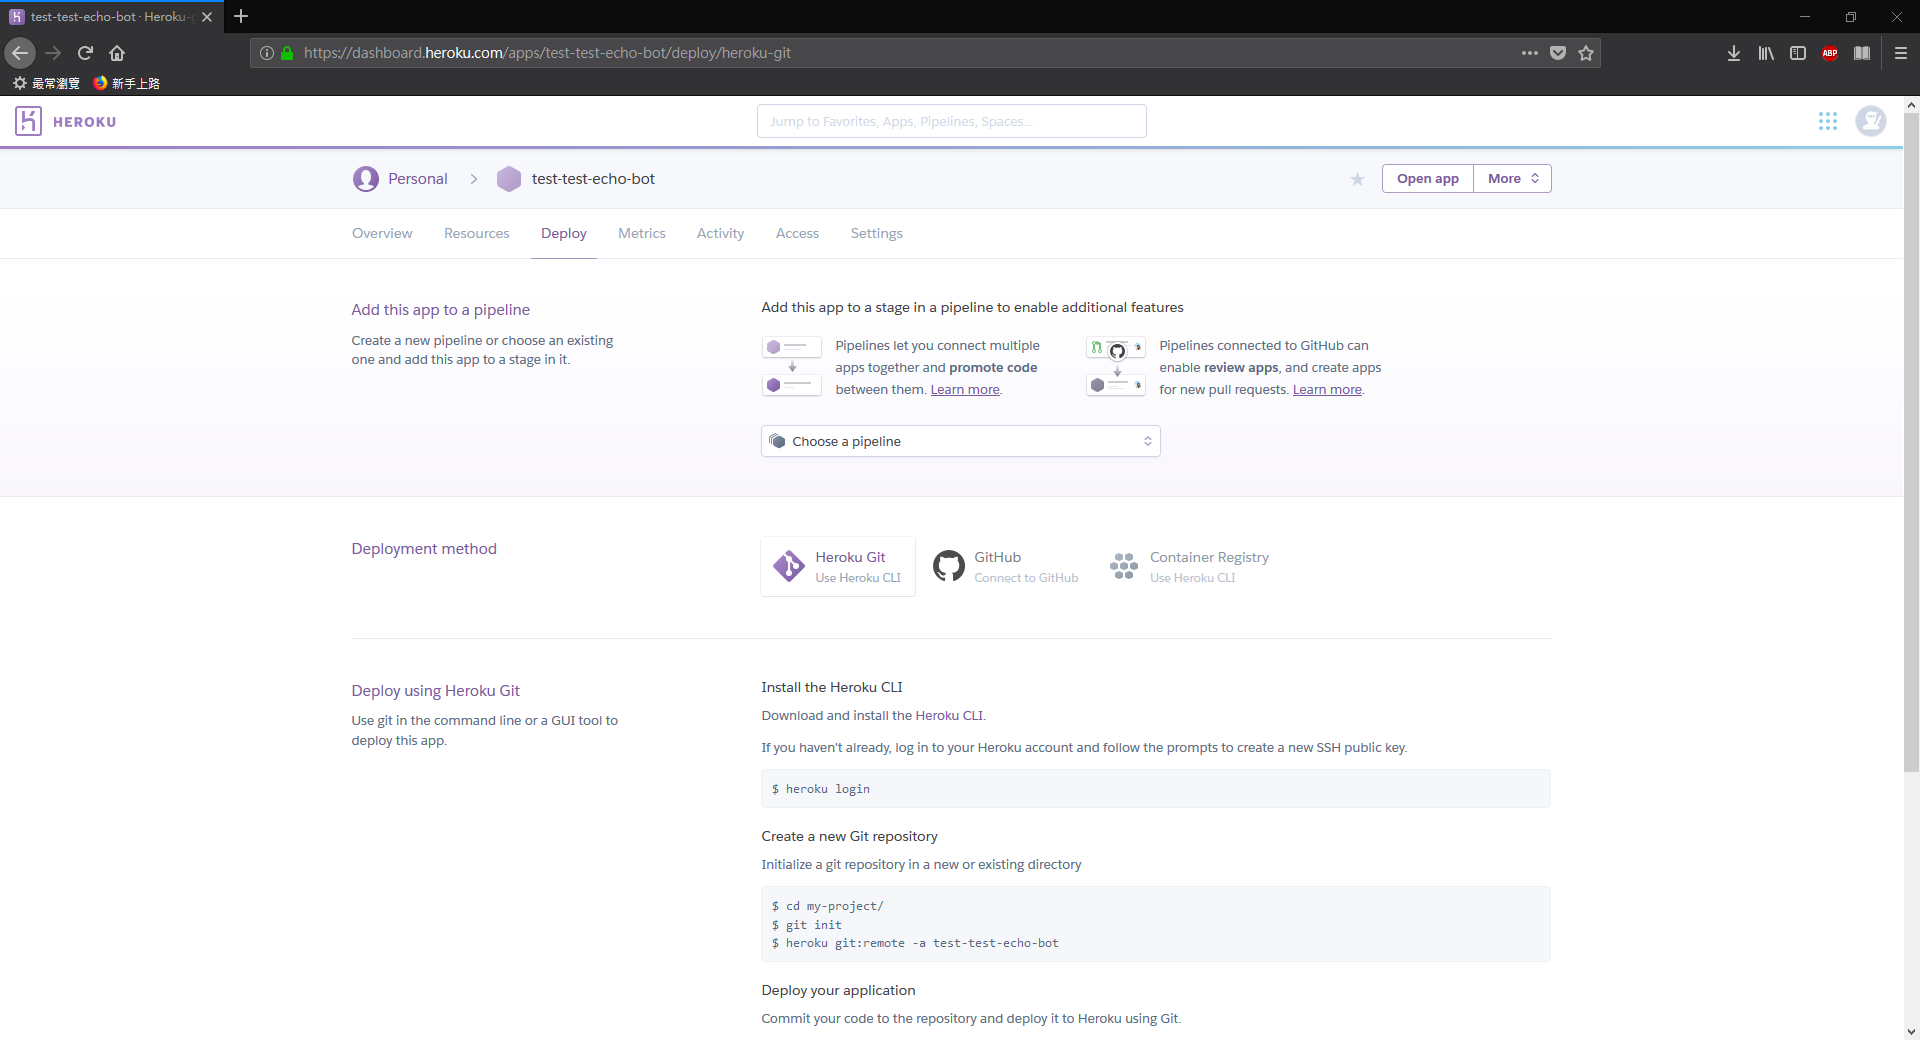 test-test-echo-bot · Heroku-g
https://dashboard.heroku.com/apps/test-test-echo-bot/deploy/heroku-git
ABP
最常瀏覽 新手上路
HEROKU
Jump to Favorites, Apps, Pipelines, Spaces...
Personal
test-test-echo-bot
Open app
More
Overview Resources Deploy Metrics Activity Access Settings
Add this app to a pipeline
Create a new pipeline or choose an existing
one and add this app to a stage in it.
Add this app to a stage in a pipeline to enable additional features
Pipelines let you connect multiple
apps together and promote code
between them. Learn more.
Pipelines connected to GitHub can
enable review apps, and create apps
for new pull requests. Learn more.
Choose a pipeline
Deployment method
Heroku Git
Use Heroku CLI
GitHub
Connect to GitHub
Container Registry
Use Heroku CLI
Deploy using Heroku Git
Use git in the command line or a GUI tool to
deploy this app.
Install the Heroku CLI
Download and install the Heroku CLI.
If you haven't already, log in to your Heroku account and follow the prompts to create a new SSH public key.
$ heroku login
Create a new Git repository
Initialize a git repository in a new or existing directory
$ cd my-project/
$ git init
$ heroku git:remote -a test-test-echo-bot
Deploy your application
Commit your code to the repository and deploy it to Heroku using Git.